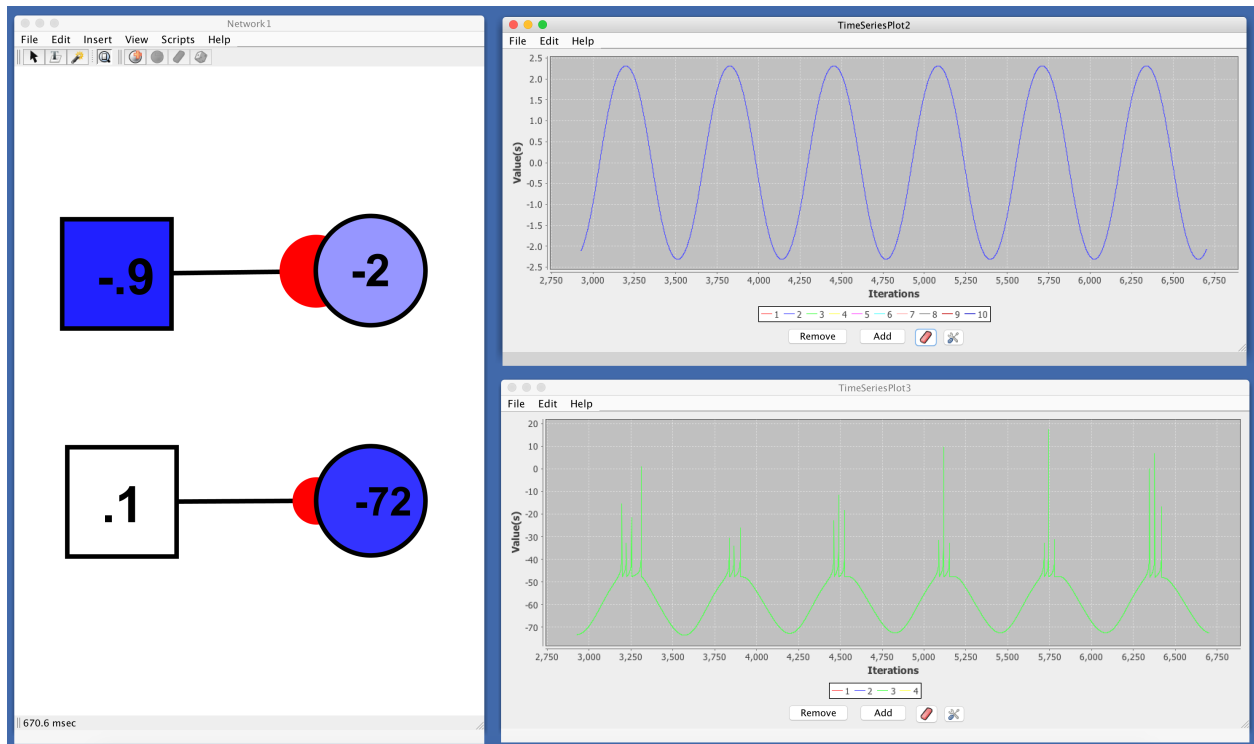 Network1
File Edit Insert View Scripts Help
-.9
-2
.1
-72
670.6 msec
TimeSeriesPlot2
File Edit Help
2.5
2.0
1.5
1.0
0.5
0.0
-0.5
-1.0
-1.5
-2.0
-2.5
Value(s)
2,750 3,000 3,250 3,500 3,750 4,000 4,250 4,500 4,750 5,000 5,250 5,500 5,750 6,000 6,250 6,500 6,750
Iterations
1 2 3 4 5 6 7 8 9 10
Remove Add
TimeSeriesPlot3
File Edit Help
20
10
0
-10
-20
-30
-40
-50
-60
-70
Value(s)
2,750 3,000 3,250 3,500 3,750 4,000 4,250 4,500 4,750 5,000 5,250 5,500 5,750 6,000 6,250 6,500 6,750
Iterations
1 2 3 4
Remove Add